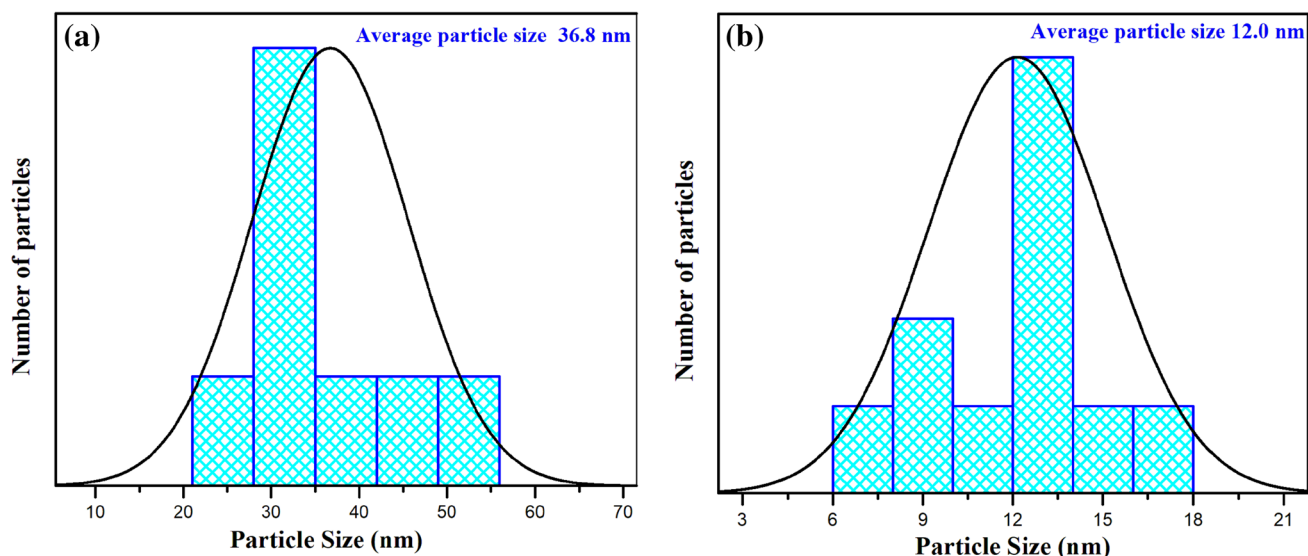 (a)
Average particle size 36.8 nm
Number of particles
10 20 30 40 50 60 70
Particle Size (nm)
(b)
Average particle size 12.0 nm
Number of particles
3 6 9 12 15 18 21
Particle Size (nm)